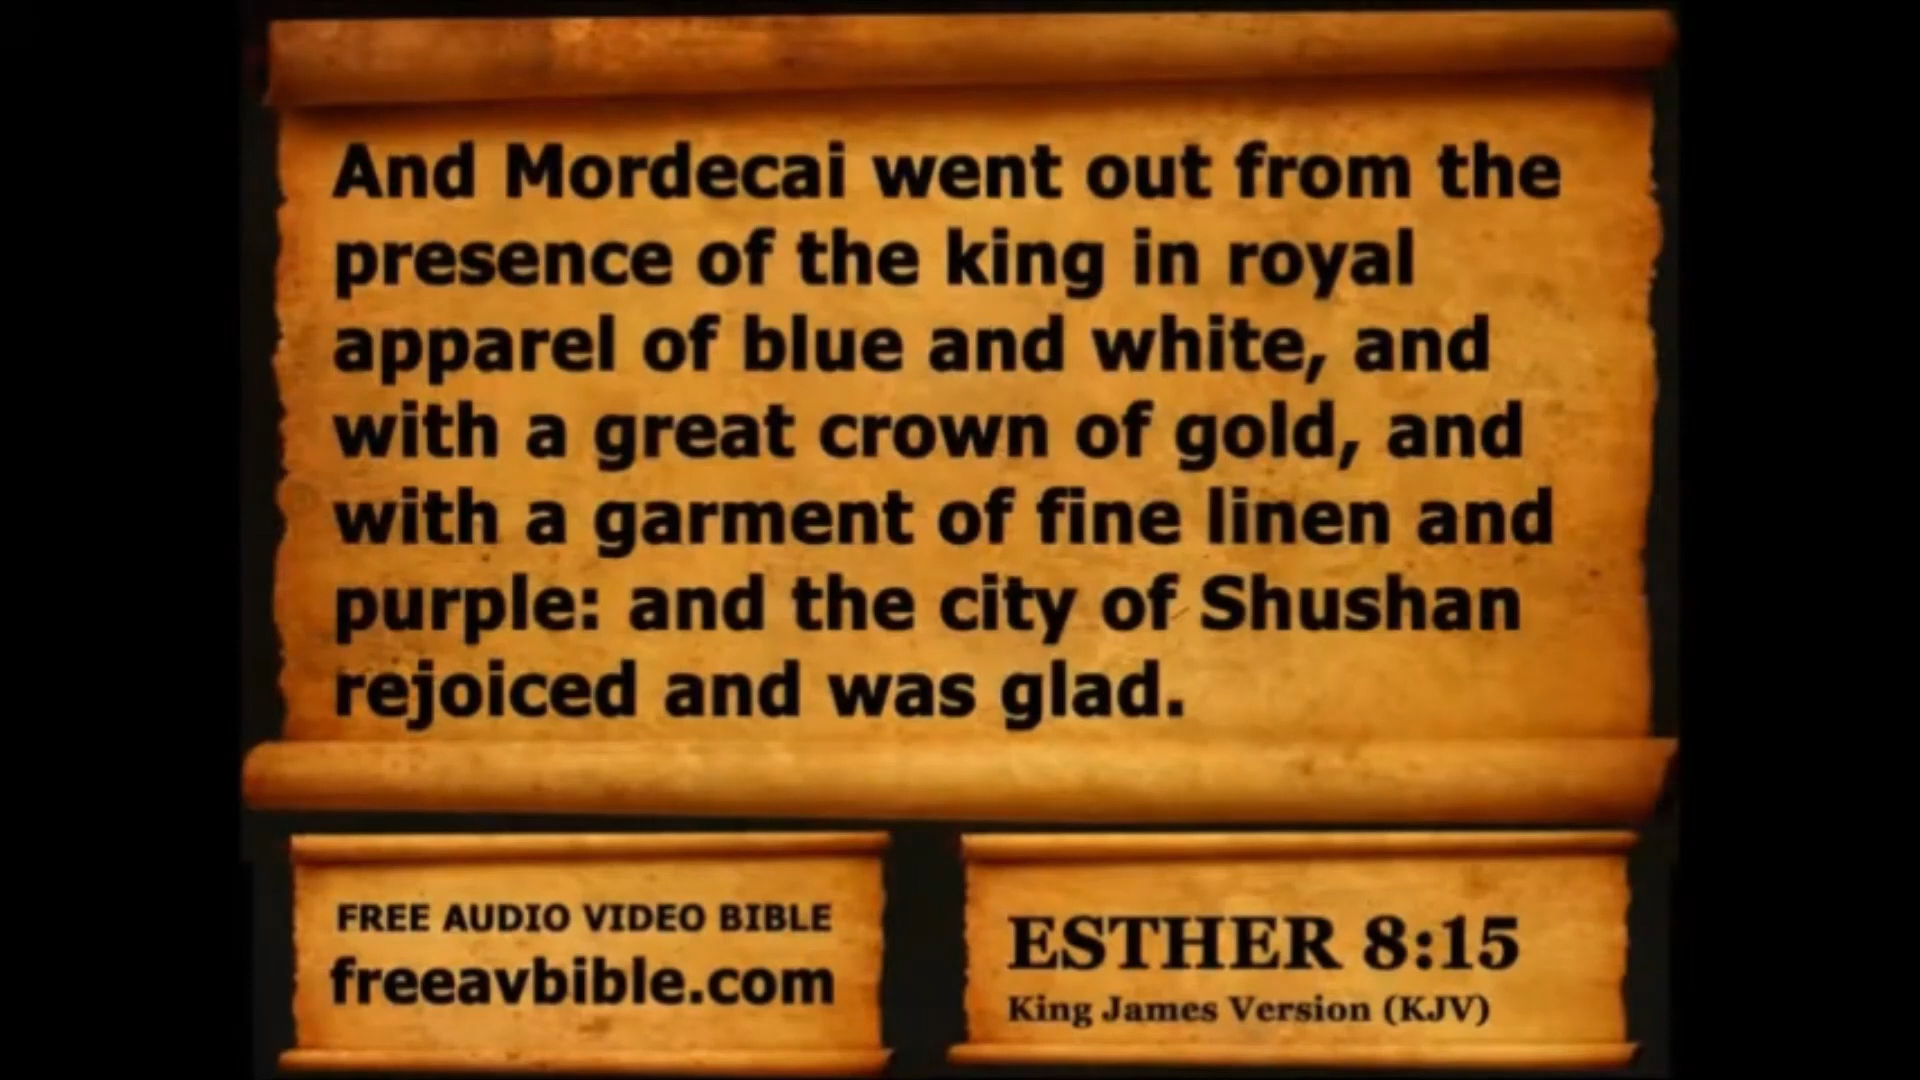 And Mordecai went out from the
presence of the king in royal
apparel of blue and white, and
with a great crown of gold, and
with a garment of fine linen and
purple: and the city of Shushan
rejoiced and was glad.
FREE AUDIO VIDEO BIBLE
freeavbible.com
ESTHER 8:15
King James Version (KJV)